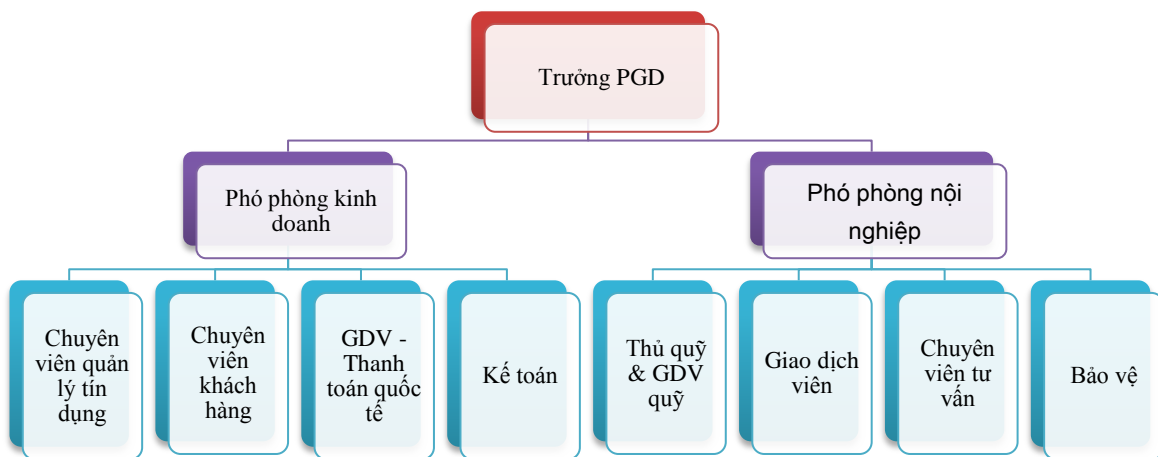 Trưởng PGD
Phó phòng kinh
doanh
Phó phòng nội
nghiệp
Chuyên
viên quản
lý tín
dụng
Chuyên
viên
khách
hàng
GDV -
Thanh
toán quốc
tế
Kế toán
Thủ quỹ
& GDV
quỹ
Giao dịch
viên
Chuyên
viên tư
vấn
Bảo vệ